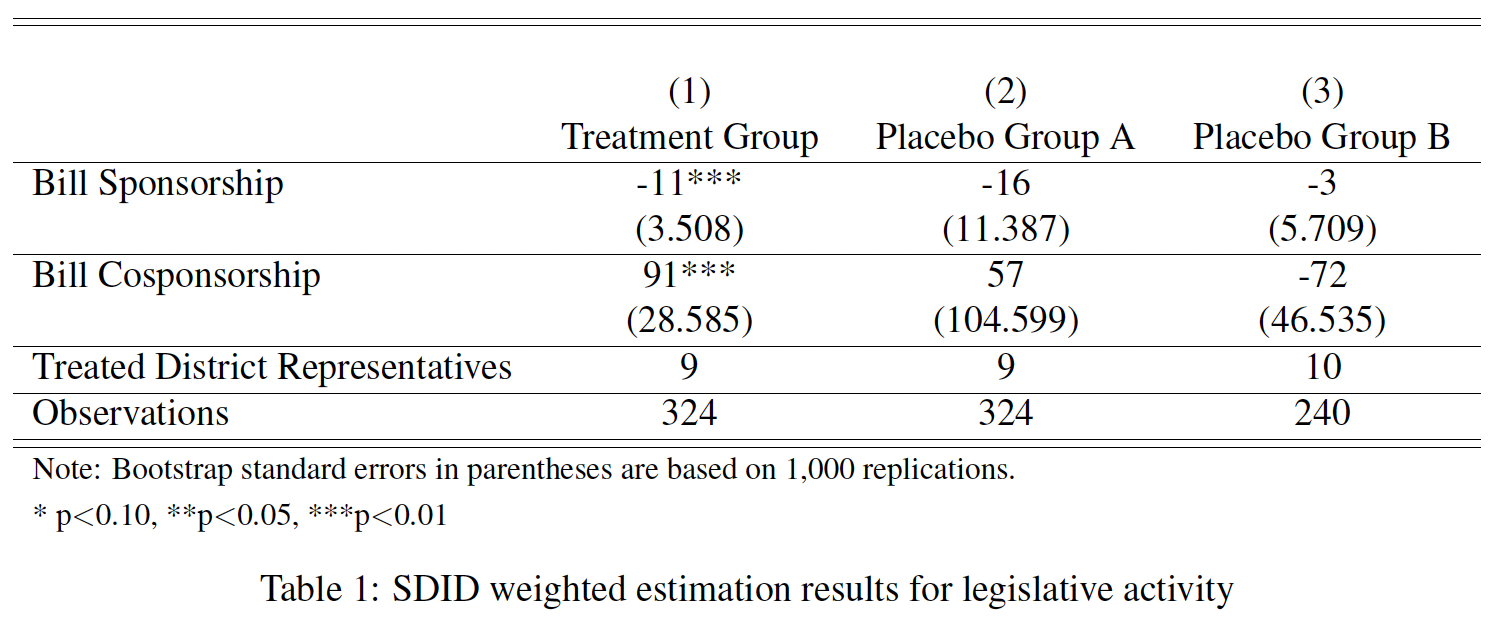 (1) (2) (3)
Treatment Group Placebo Group A Placebo Group B
Bill Sponsorship -11*** -16 -3
(3.508) (11.387) (5.709)
Bill Cosponsorship 91*** 57 -72
(28.585) (104.599) (46.535)
Treated District Representatives 9 9 10
Observations 324 324 240
Note: Bootstrap standard errors in parentheses are based on 1,000 replications.
* p<0.10, **p<0.05, ***p<0.01
Table 1: SDID weighted estimation results for legislative activity